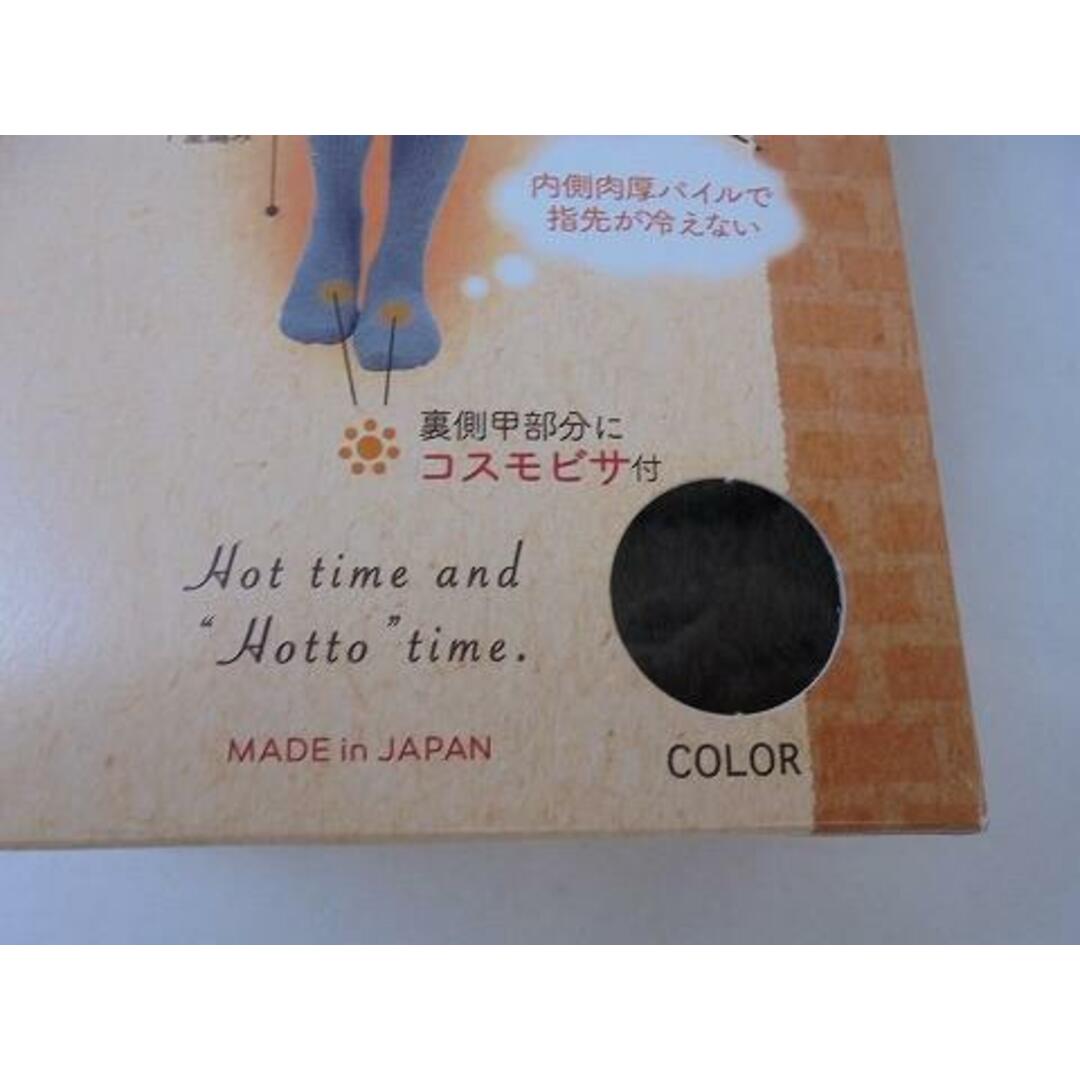 内側肉厚パイルで
指先が冷えない
裏側甲部分に
コスモビサ付
Hot time and
“Hotto” time.
MADE in JAPAN
COLOR